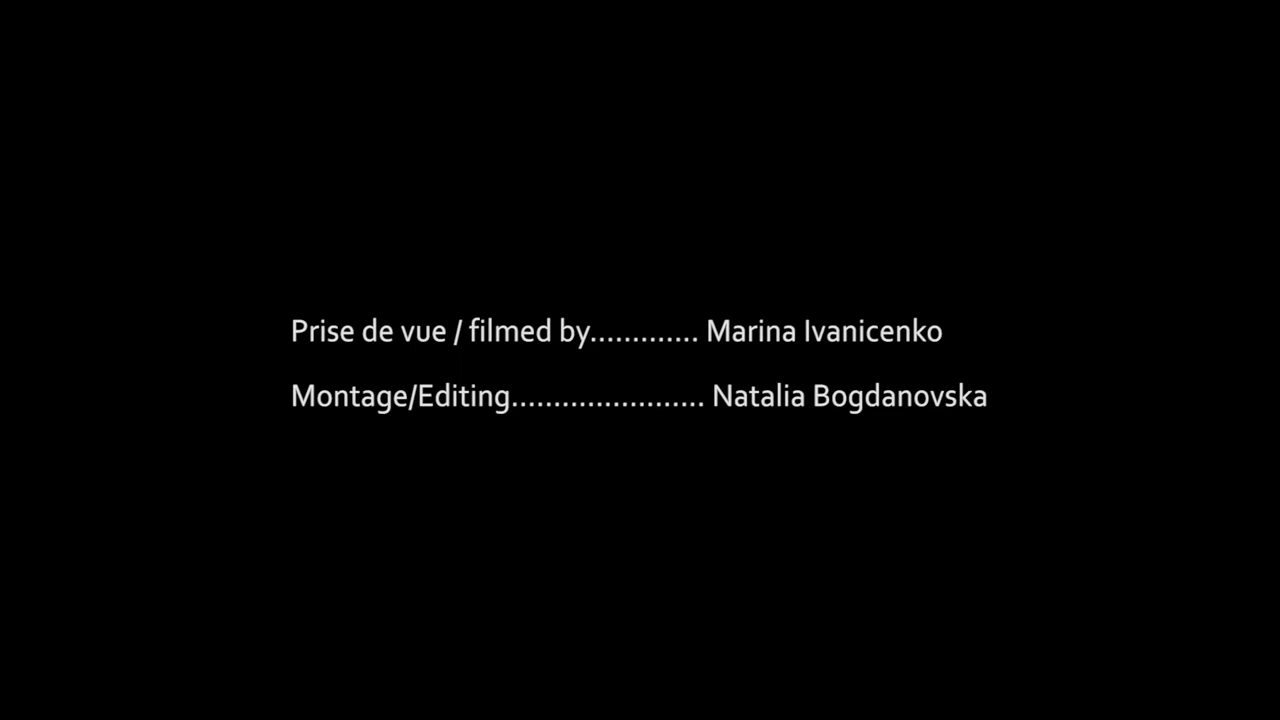 Prise de vue / filmed by............. Marina Ivanicenko
Montage/Editing....................... Natalia Bogdanovska